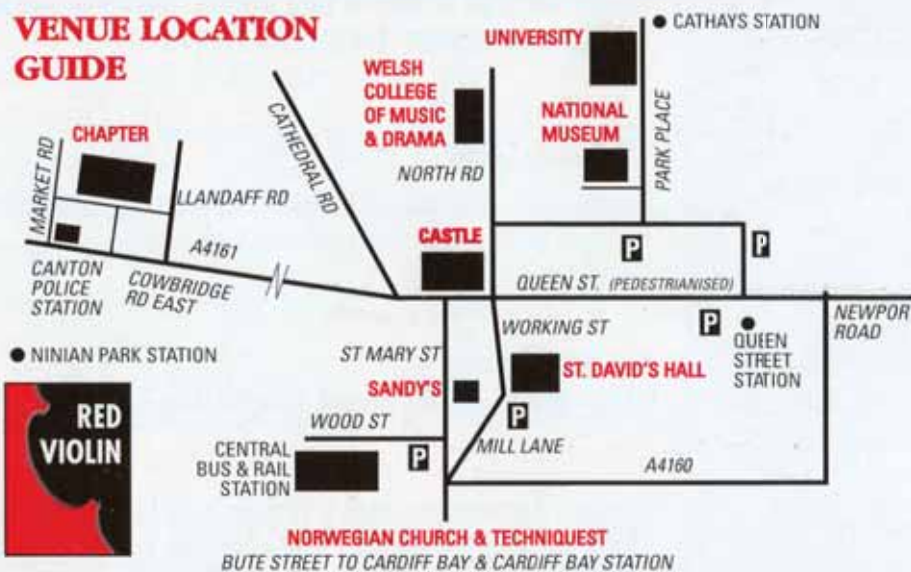 VENUE LOCATION
GUIDE
CATHAYS STATION
UNIVERSITY
WELSH
COLLEGE
OF MUSIC
& DRAMA
NATIONAL
MUSEUM
PARK PLACE
CATHEDRAL RD
CHAPTER
MARKET RD
LLANDAFF RD
NORTH RD
CASTLE
P
P
A4161
CANTON
POLICE
STATION
COWBRIDGE
RD EAST
QUEEN ST. (PEDESTRIANISED)
WORKING ST
P
NEWPOR
ROAD
QUEEN
STREET
STATION
NINIAN PARK STATION
ST MARY ST
ST. DAVID'S HALL
SANDY'S
RED
VIOLIN
WOOD ST
P
MILL LANE
CENTRAL
BUS & RAIL
STATION
P
A4160
NORWEGIAN CHURCH & TECHNIQUEST
BUTE STREET TO CARDIFF BAY & CARDIFF BAY STATION